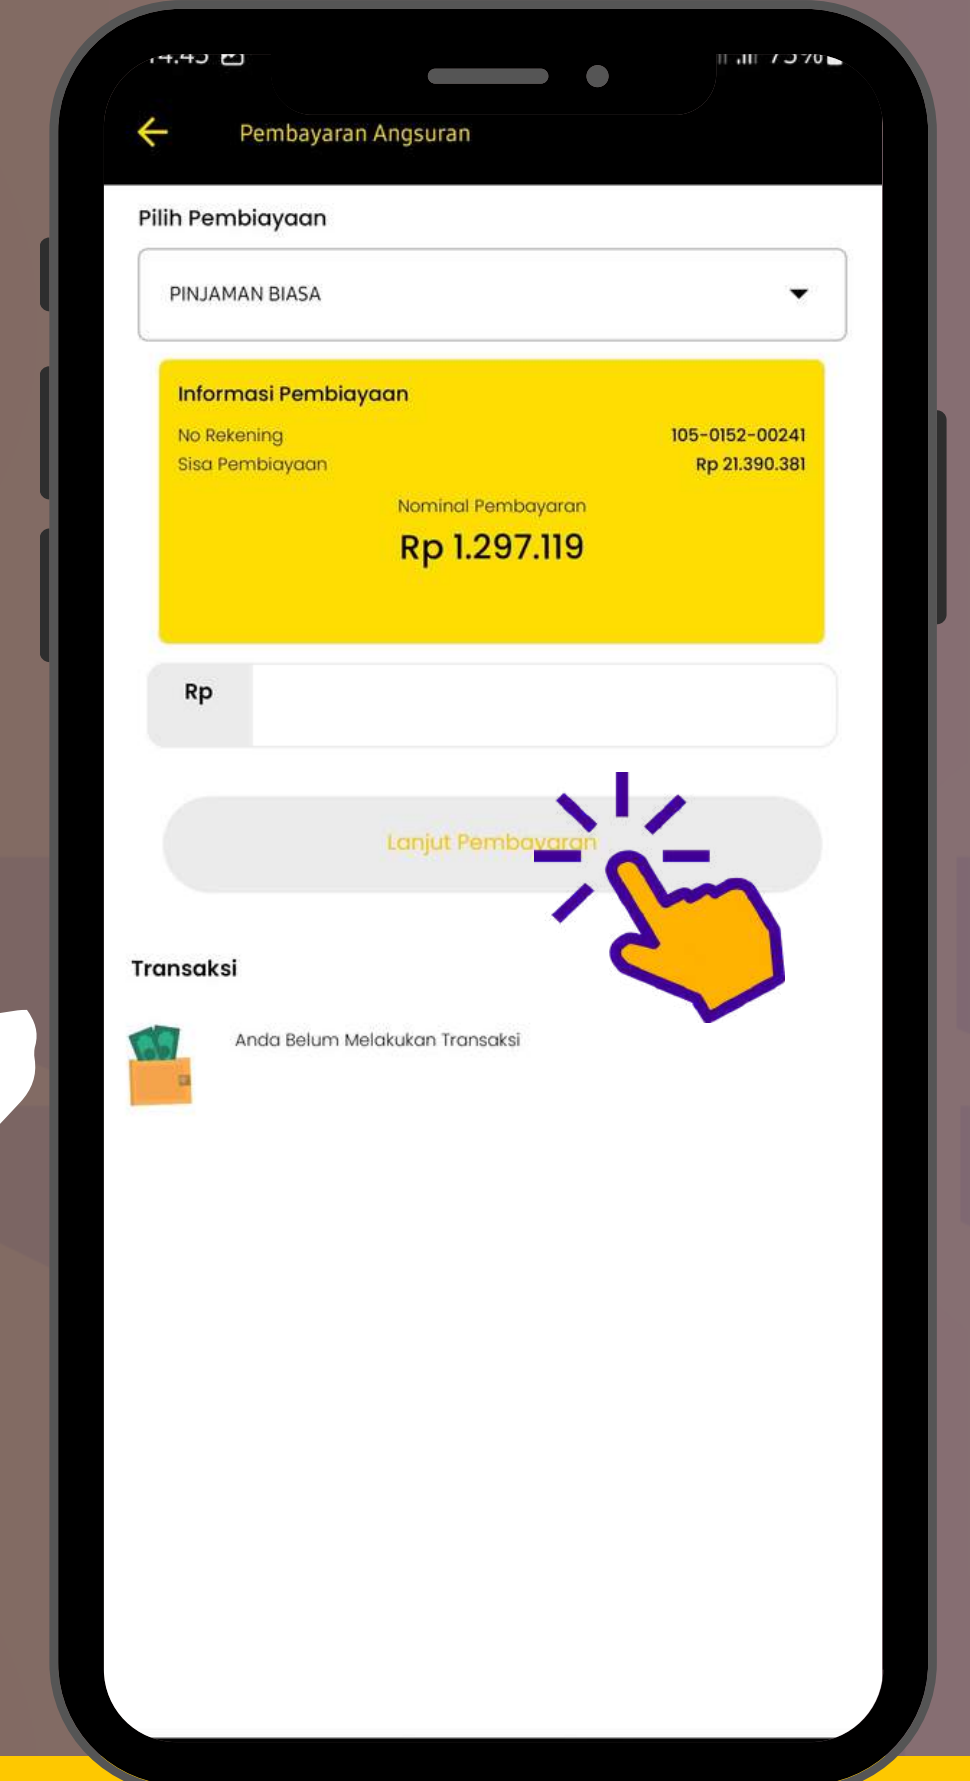 Pembayaran Angsuran
Pilih Pembiayaan
PINJAMAN BIASA
Informasi Pembiayaan
No Rekening 105-0152-00241
Sisa Pembiayaan Rp 21.390.381
Nominal Pembayaran
Rp 1.297.119
Rp
Lanjut Pembayaran
Transaksi
Anda Belum Melakukan Transaksi